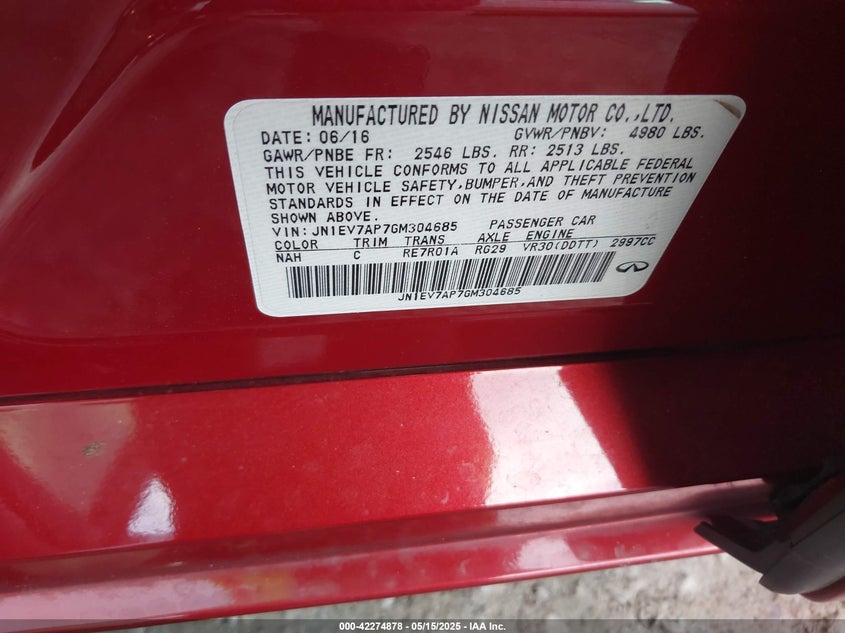 MANUFACTURED BY NISSAN MOTOR CO.,LTD.
DATE: 06/16 GVWR/PNBV: 4980 LBS.
GAWR/PNBE FR: 2546 LBS. RR: 2513 LBS.
THIS VEHICLE CONFORMS TO ALL APPLICABLE FEDERAL
MOTOR VEHICLE SAFETY,BUMPER,AND THEFT PREVENTION
STANDARDS IN EFFECT ON THE DATE OF MANUFACTURE
SHOWN ABOVE.
VIN: JN1EV7AP7GM304685 PASSENGER CAR
COLOR TRIM TRANS AXLE ENGINE
NAH C RE7R01A RG29 VR30(DDTT) 2997CC
JN1EV7AP7GM304685
INFINITI
000-42274878 - 05/15/2025 - IAA Inc.